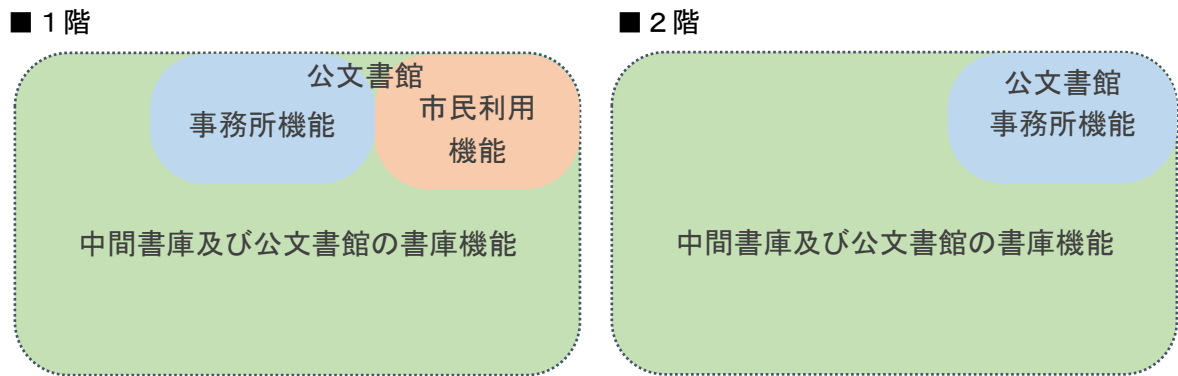 ■１階
公文書館
事務所機能
市民利用
機能
中間書庫及び公文書館の書庫機能
■２階
公文書館
事務所機能
中間書庫及び公文書館の書庫機能